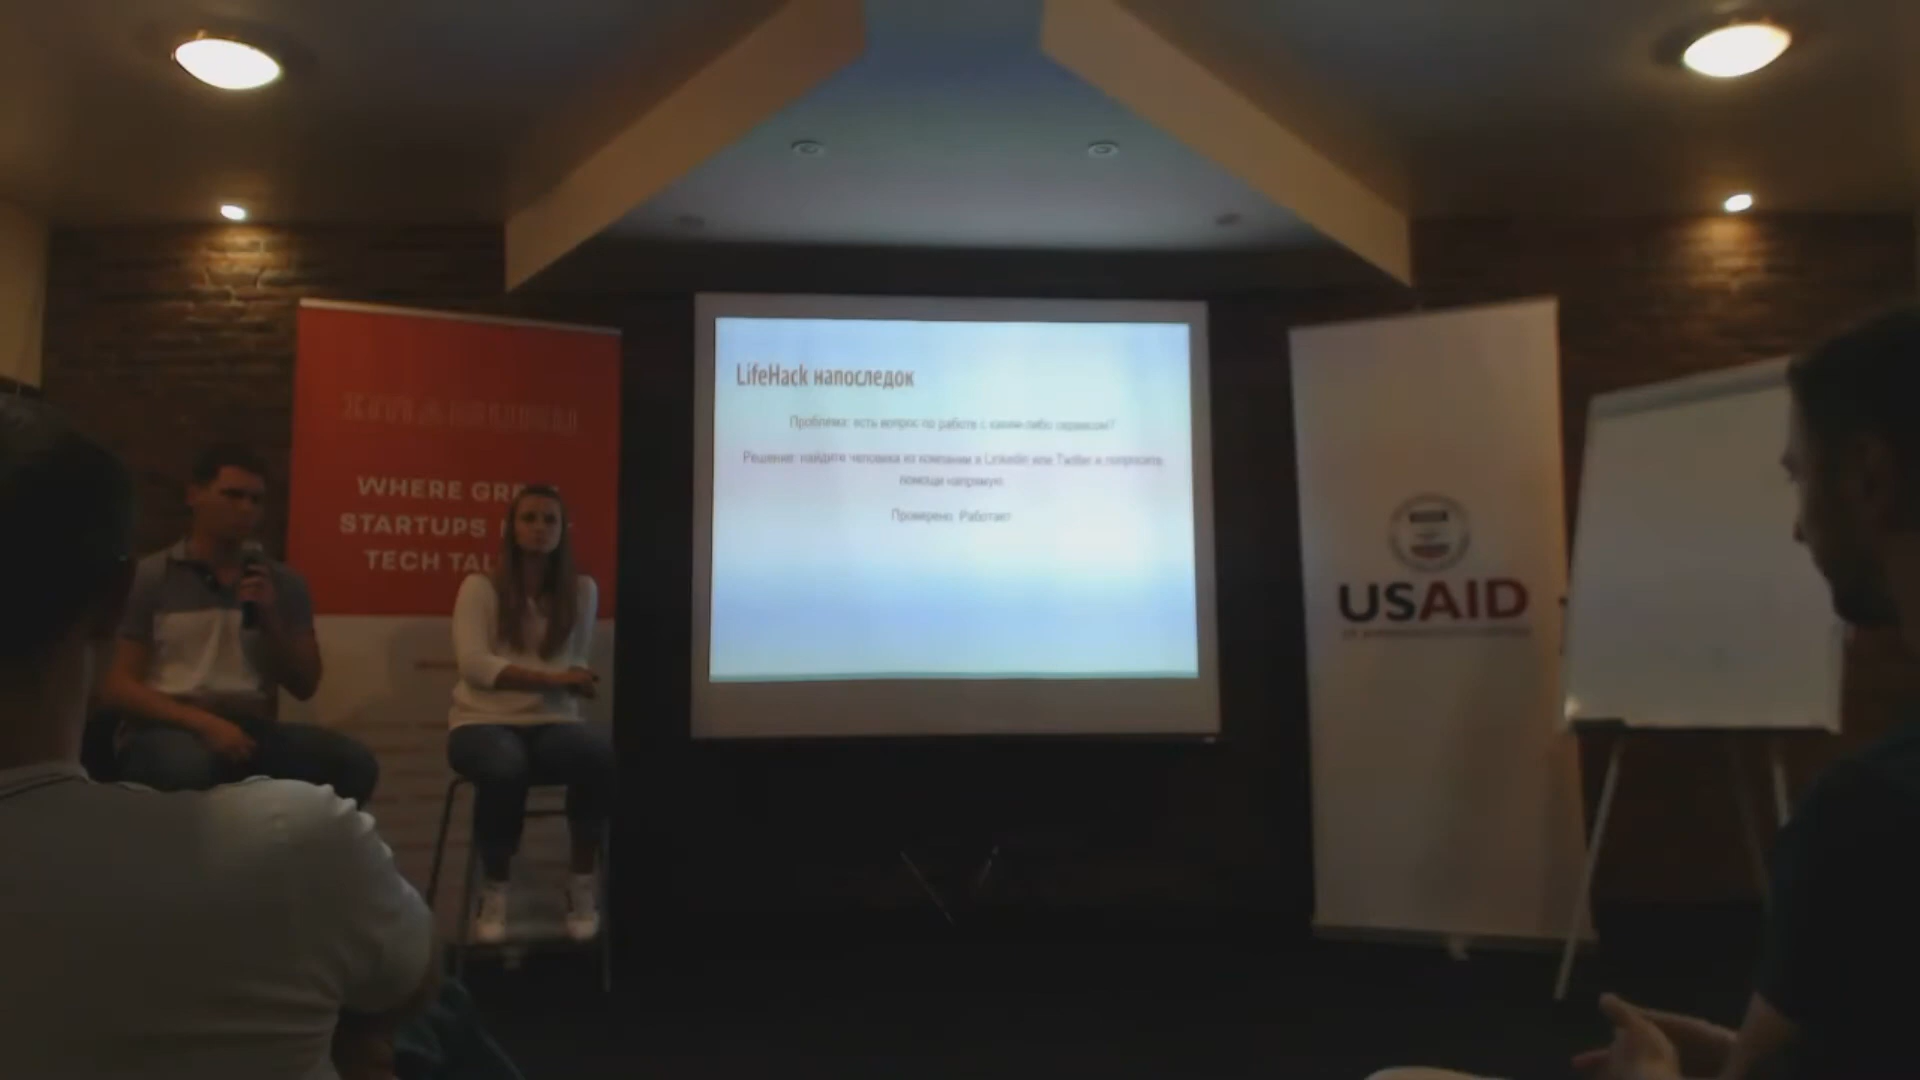 WHERE GRE
STARTUPS
TECH TAL
LifeHack напоследок
Проблема: есть вопрос по работе с каким-либо сервисом?
Решение: найдите человека из компании в Linkedin или Twitter и попросите
помощи напрямую.
Проверено. Работает
USAID